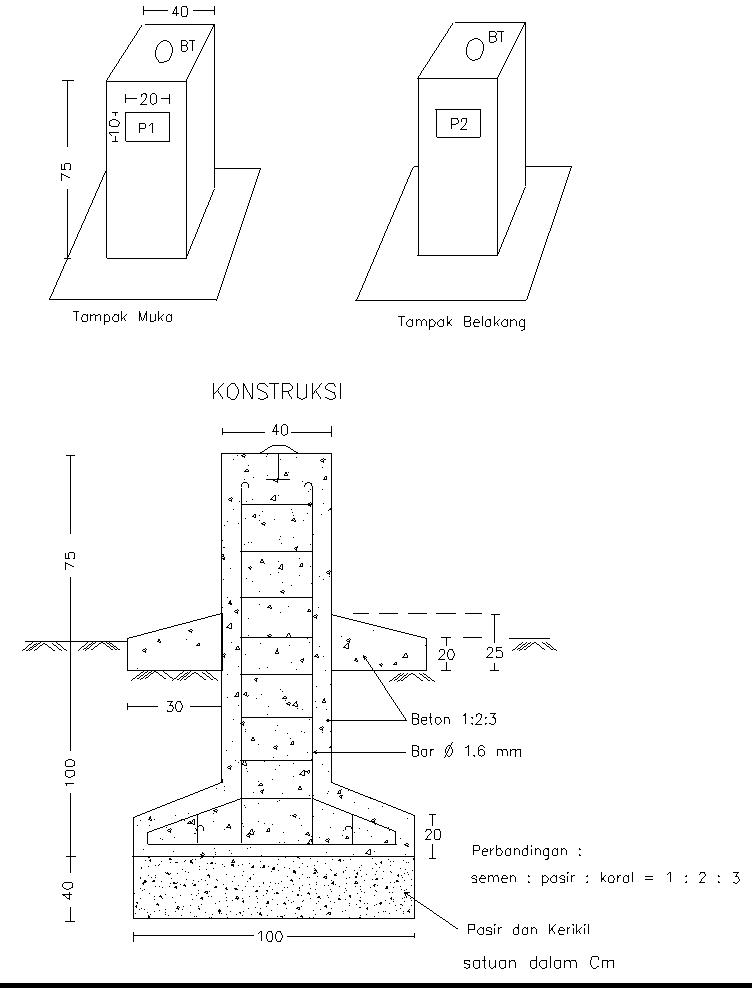 40
BT
BT
20
10
P1
P2
75
Tampak Muka
Tampak Belakang
KONSTRUKSI
40
75
20
25
30
Beton 1:2:3
Bar Ø 1.6 mm
100
20
Perbandingan :
semen : pasir : koral = 1 : 2 : 3
40
Pasir dan Kerikil
100
satuan dalam Cm